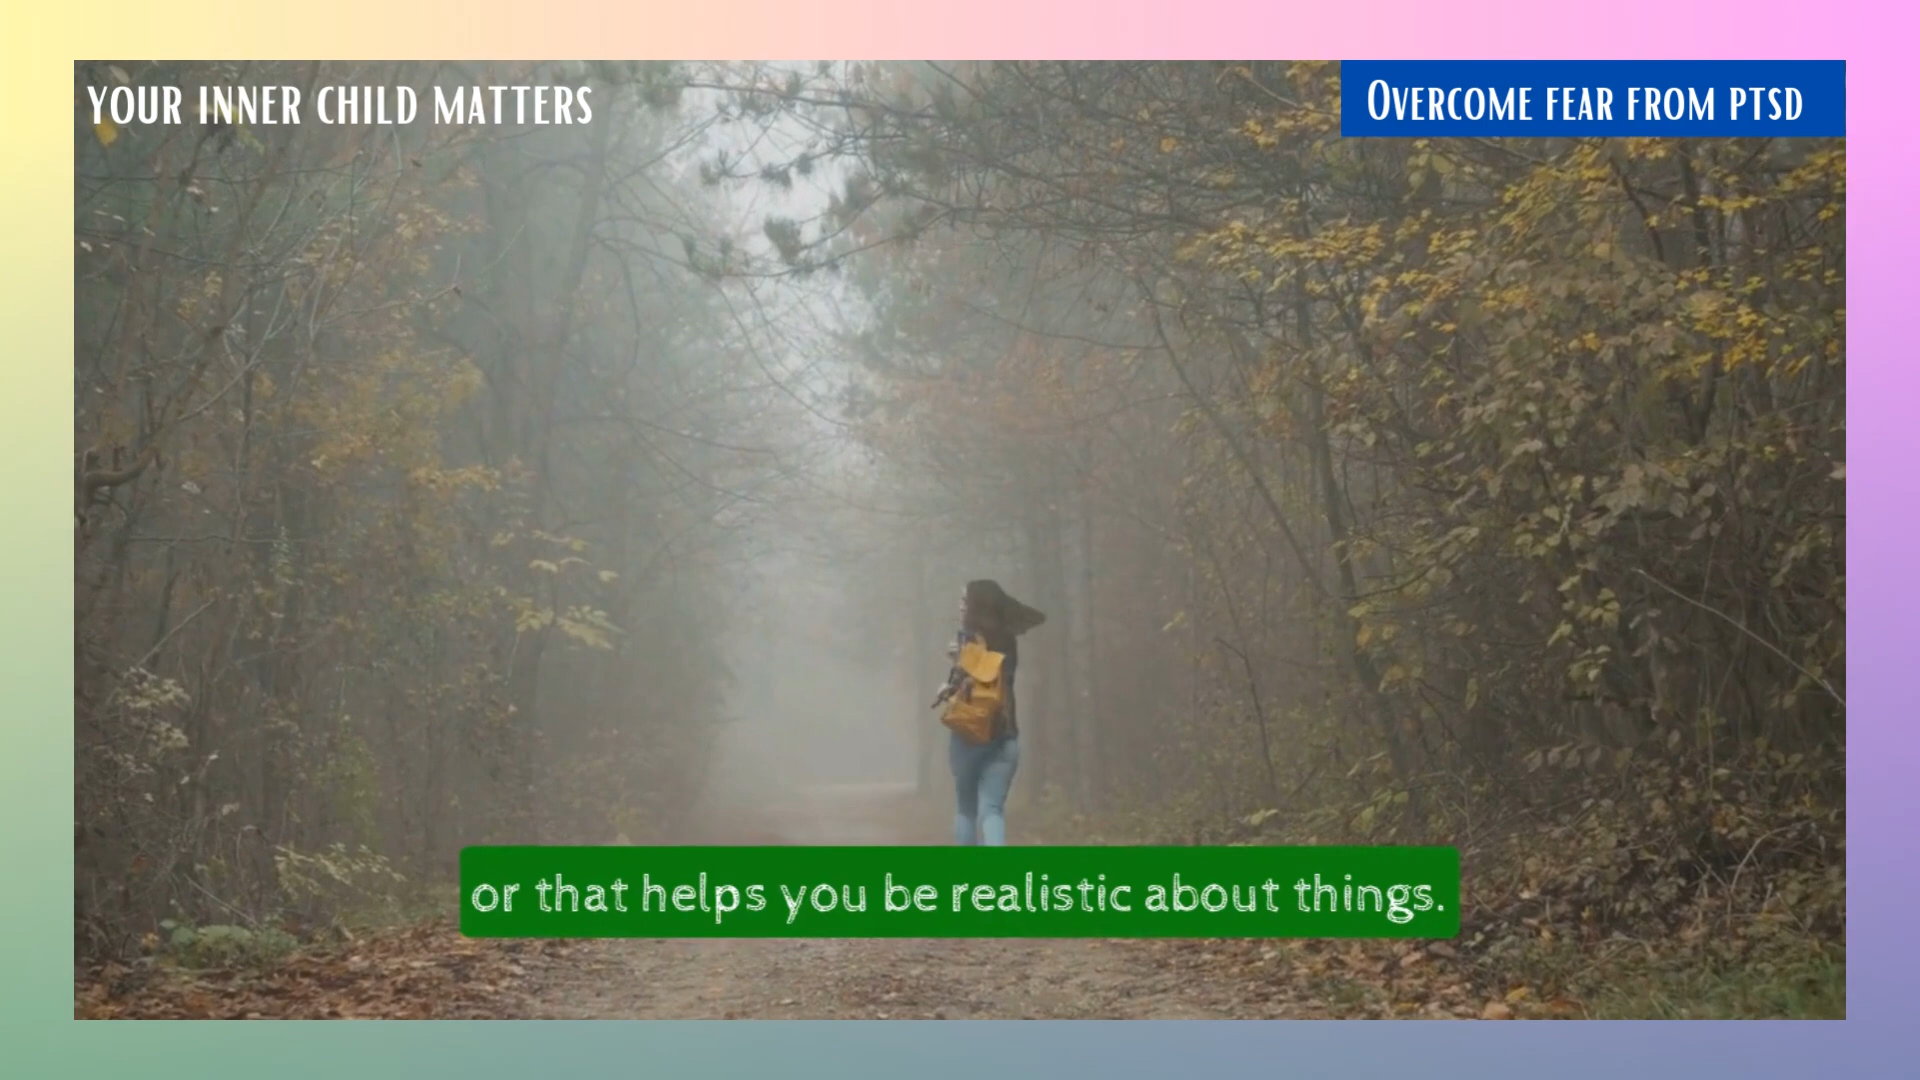 YOUR INNER CHILD MATTERS
OVERCOME FEAR FROM PTSD
or that helps you be realistic about things.